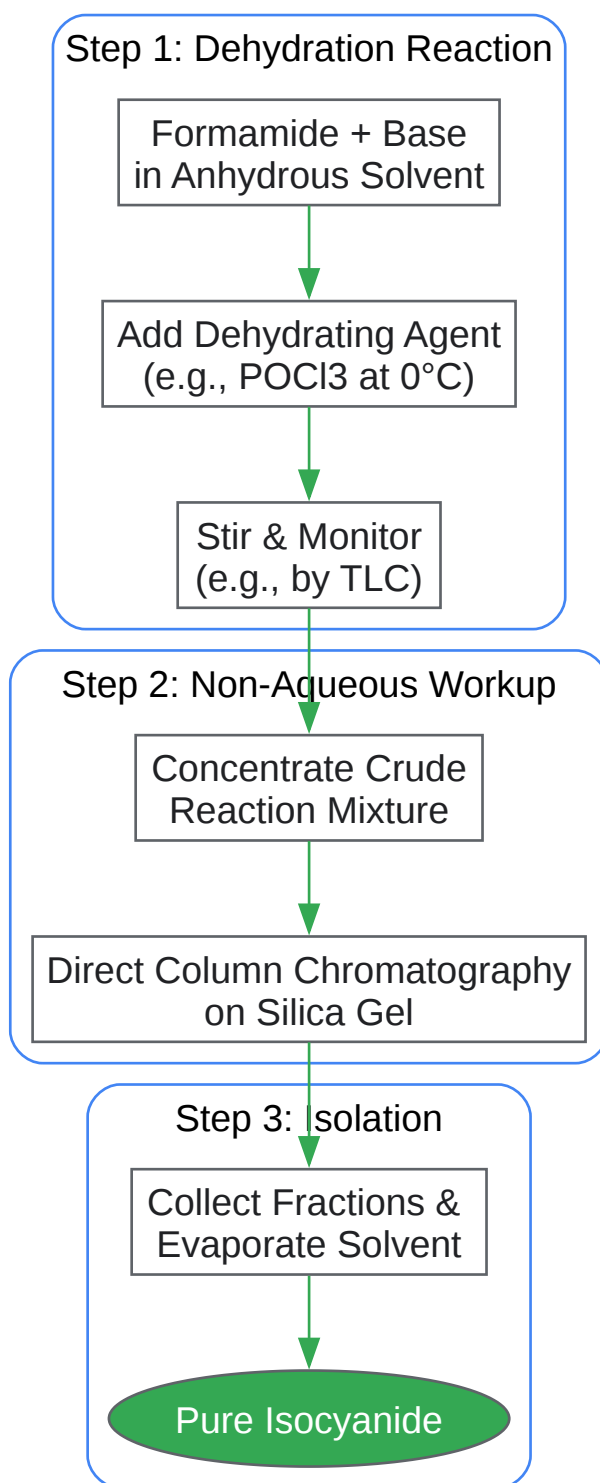 Step 1: Dehydration Reaction
Formamide + Base
in Anhydrous Solvent
Add Dehydrating Agent
(e.g., POCl3 at 0°C)
Stir & Monitor
(e.g., by TLC)
Step 2: Non-Aqueous Workup
Concentrate Crude
Reaction Mixture
Direct Column Chromatography
on Silica Gel
Step 3: Isolation
Collect Fractions &
Evaporate Solvent
Pure Isocyanide